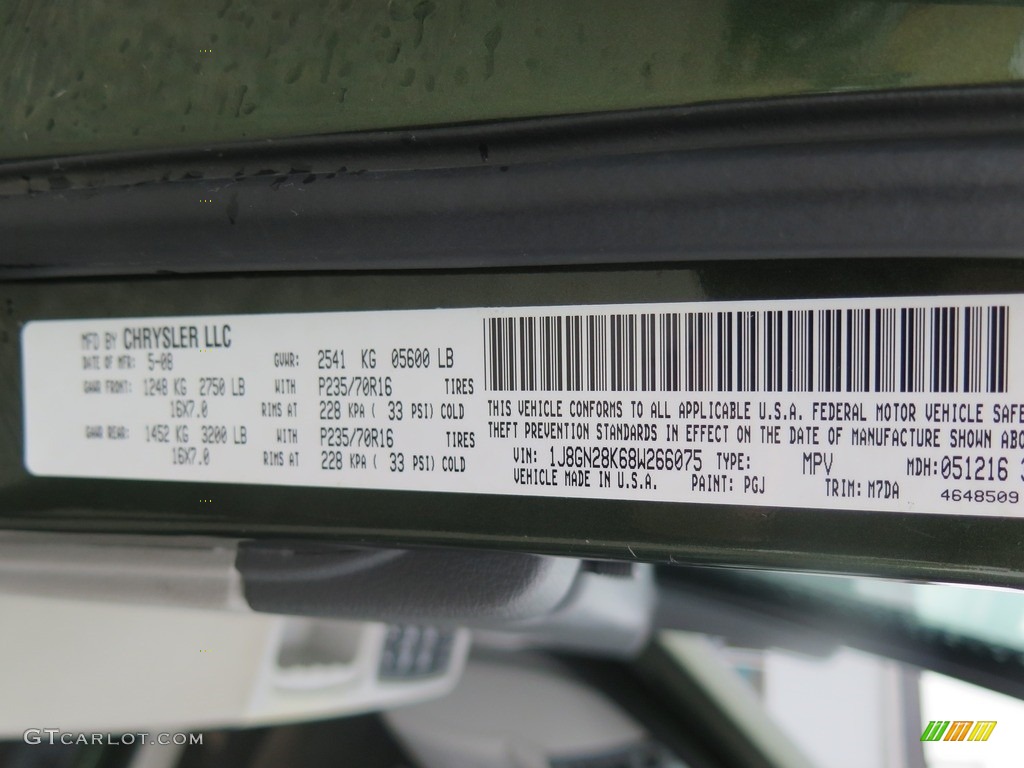 MFD BY CHRYSLER LLC
DATE OF MFR: 5-08 GVWR: 2541 KG 05600 LB
GAWR FRONT: 1248 KG 2750 LB WITH P235/70R16 TIRES
16X7.0 RIMS AT 228 KPA ( 33 PSI) COLD
GAWR REAR: 1452 KG 3200 LB WITH P235/70R16 TIRES
16X7.0 RIMS AT 228 KPA ( 33 PSI) COLD
THIS VEHICLE CONFORMS TO ALL APPLICABLE U.S.A. FEDERAL MOTOR VEHICLE SAFE
THEFT PREVENTION STANDARDS IN EFFECT ON THE DATE OF MANUFACTURE SHOWN ABO
VIN: 1J8GN28K68W266075 TYPE: MPV MDH: 051216 3
VEHICLE MADE IN U.S.A. PAINT: PGJ TRIM: M7DA 4648509
GTCARLOT.COM